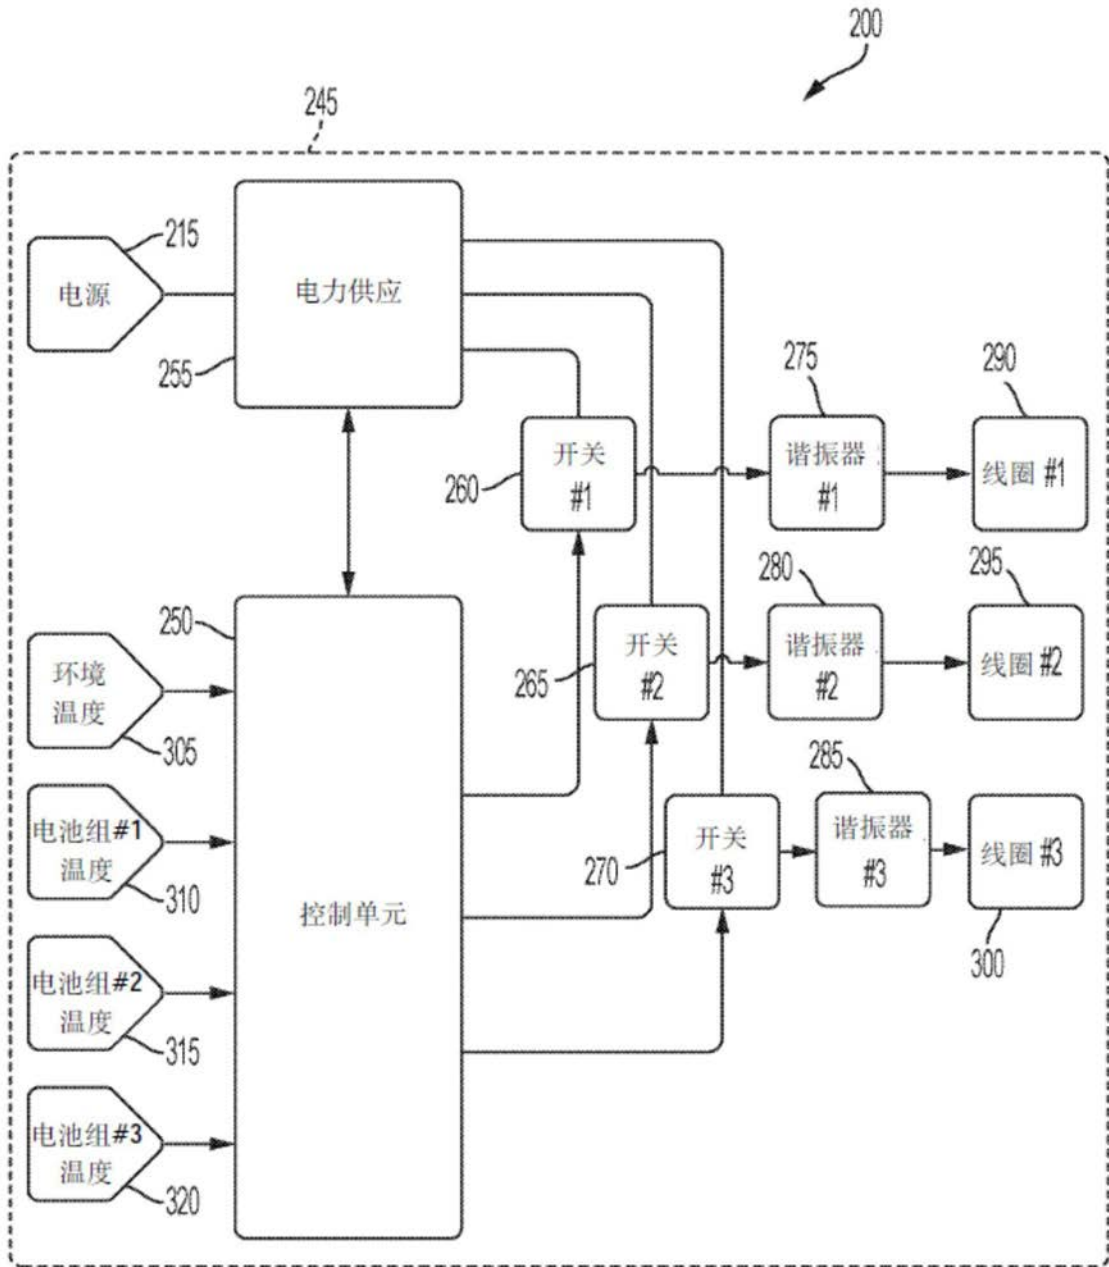 200
245
215
电源
电力供应
255
275
290
开关
#1
260
谐振器
#1
线圈 #1
250
280
295
环境
温度
305
开关
#2
265
谐振器
#2
线圈 #2
285
电池组#1
温度
310
开关
#3
270
谐振器
#3
线圈 #3
控制单元
300
电池组#2
温度
315
电池组#3
温度
320